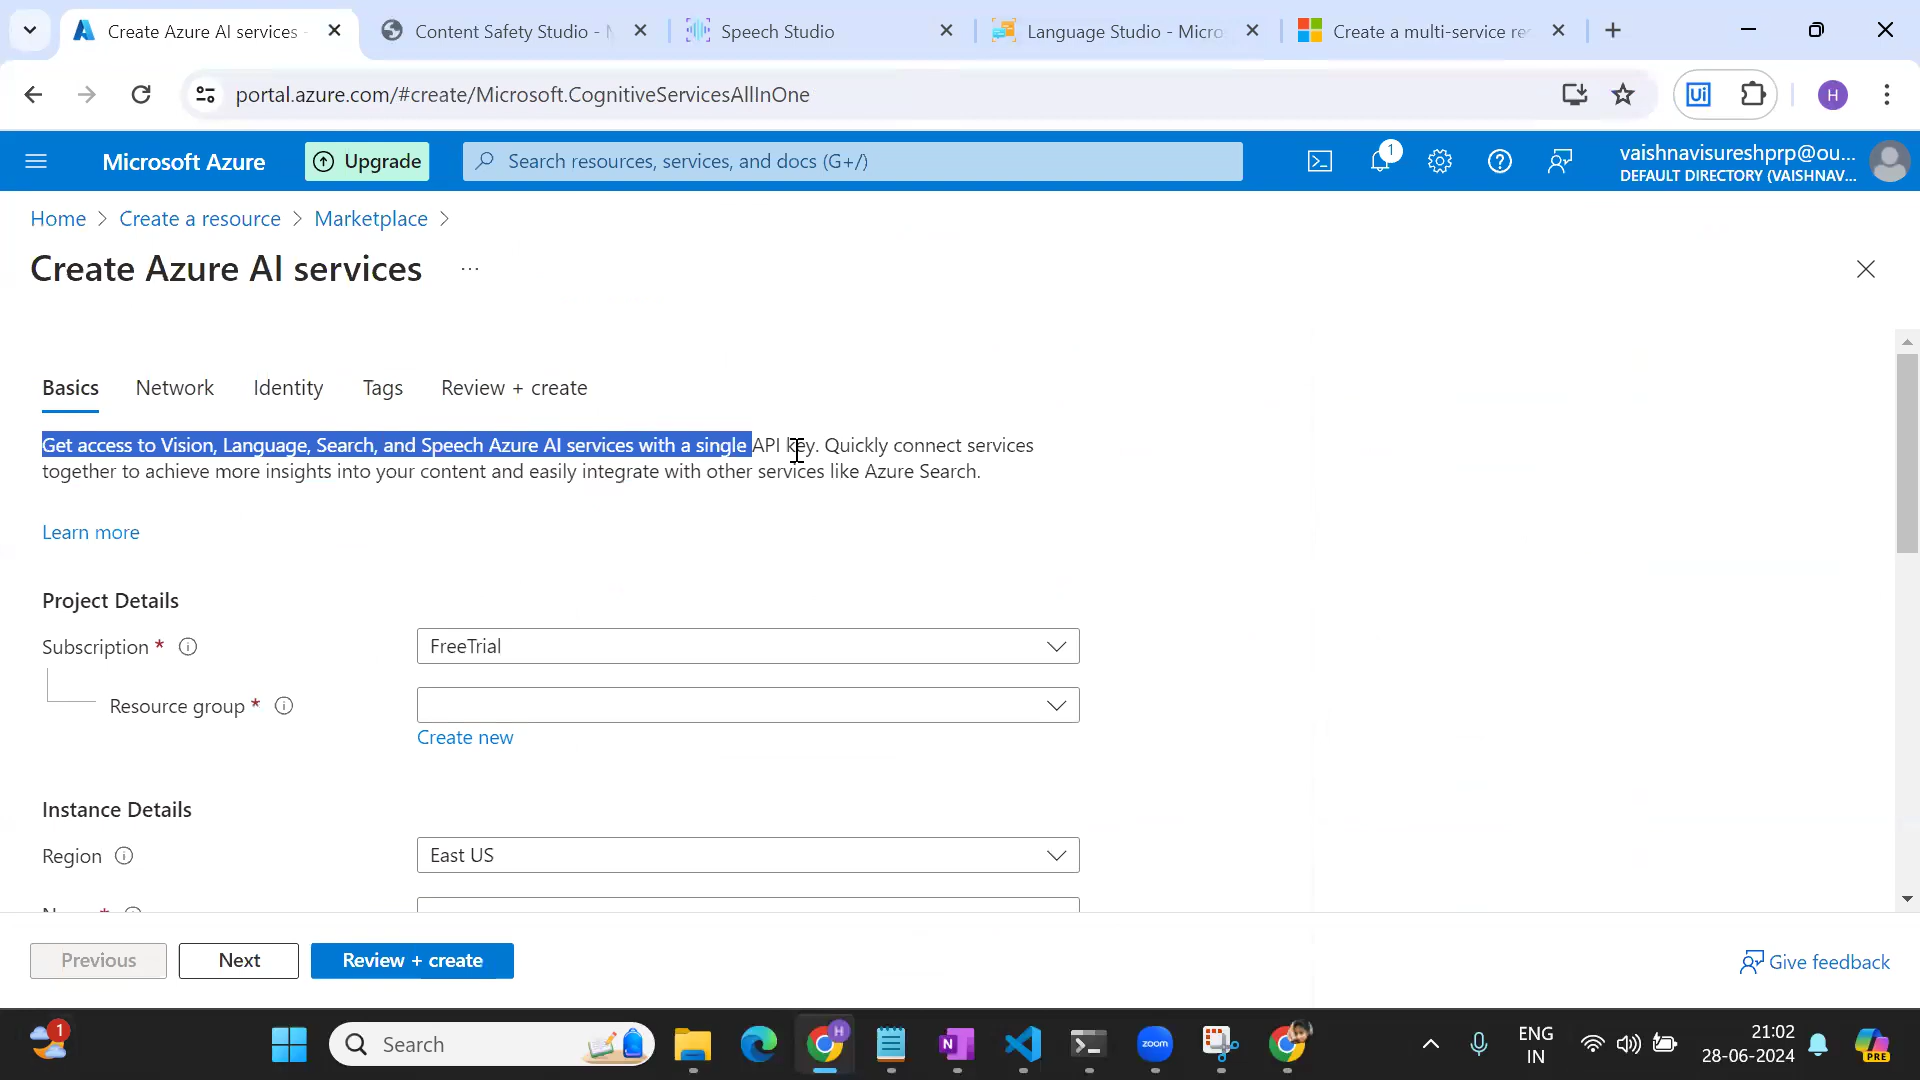 Create Azure AI services -
Content Safety Studio -
Speech Studio
Language Studio - Micro
Create a multi-service re
portal.azure.com/#create/Microsoft.CognitiveServicesAllInOne
Ui
H
Microsoft Azure
Upgrade
Search resources, services, and docs (G+/)
1
vaishnavisureshprp@ou...
DEFAULT DIRECTORY (VAISHNAV...
Home > Create a resource > Marketplace >
Create Azure AI services ...
Basics Network Identity Tags Review + create
Get access to Vision, Language, Search, and Speech Azure AI services with a single API key. Quickly connect services
together to achieve more insights into your content and easily integrate with other services like Azure Search.
Learn more
Project Details
Subscription *
FreeTrial
Resource group *
Create new
Instance Details
Region
East US
Previous
Next
Review + create
Give feedback
1
Search
H
N
zoom
ENG
IN
21:02
28-06-2024
PRE